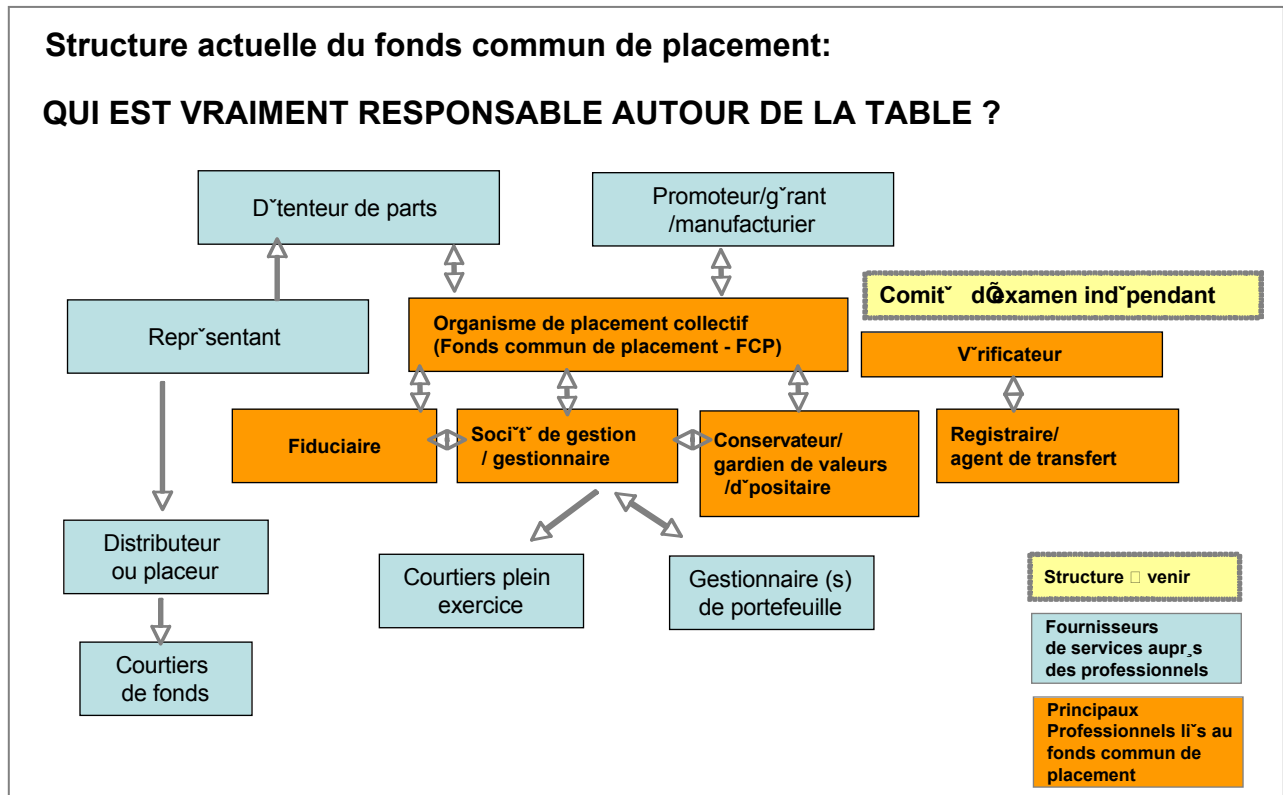 Structure actuelle du fonds commun de placement:
QUI EST VRAIMENT RESPONSABLE AUTOUR DE LA TABLE ?
Dˇtenteur de parts
Promoteur/gˇrant
/manufacturier
Comitˇ dÕexamen indˇpendant
Reprˇsentant
Organisme de placement collectif
(Fonds commun de placement - FCP)
Vˇrificateur
Fiduciaire
Sociˇtˇ de gestion
/ gestionnaire
Conservateur/
gardien de valeurs
/dˇpositaire
Registraire/
agent de transfert
Distributeur
ou placeur
Courtiers plein
exercice
Gestionnaire (s)
de portefeuille
Courtiers
de fonds
Structure □ venir
Fournisseurs
de services aupr¸s
des professionnels
Principaux
Professionnels liˇs au
fonds commun de
placement